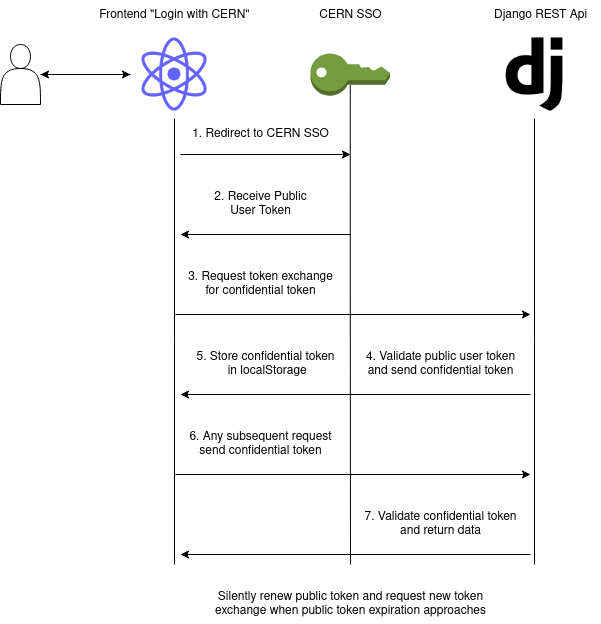 Frontend "Login with CERN"
CERN SSO
Django REST Api
dj
1. Redirect to CERN SSO
2. Receive Public
User Token
3. Request token exchange
for confidential token
5. Store confidential token
in localStorage
4. Validate public user token
and send confidential token
6. Any subsequent request
send confidential token
7. Validate confidential token
and return data
Silently renew public token and request new token
exchange when public token expiration approaches